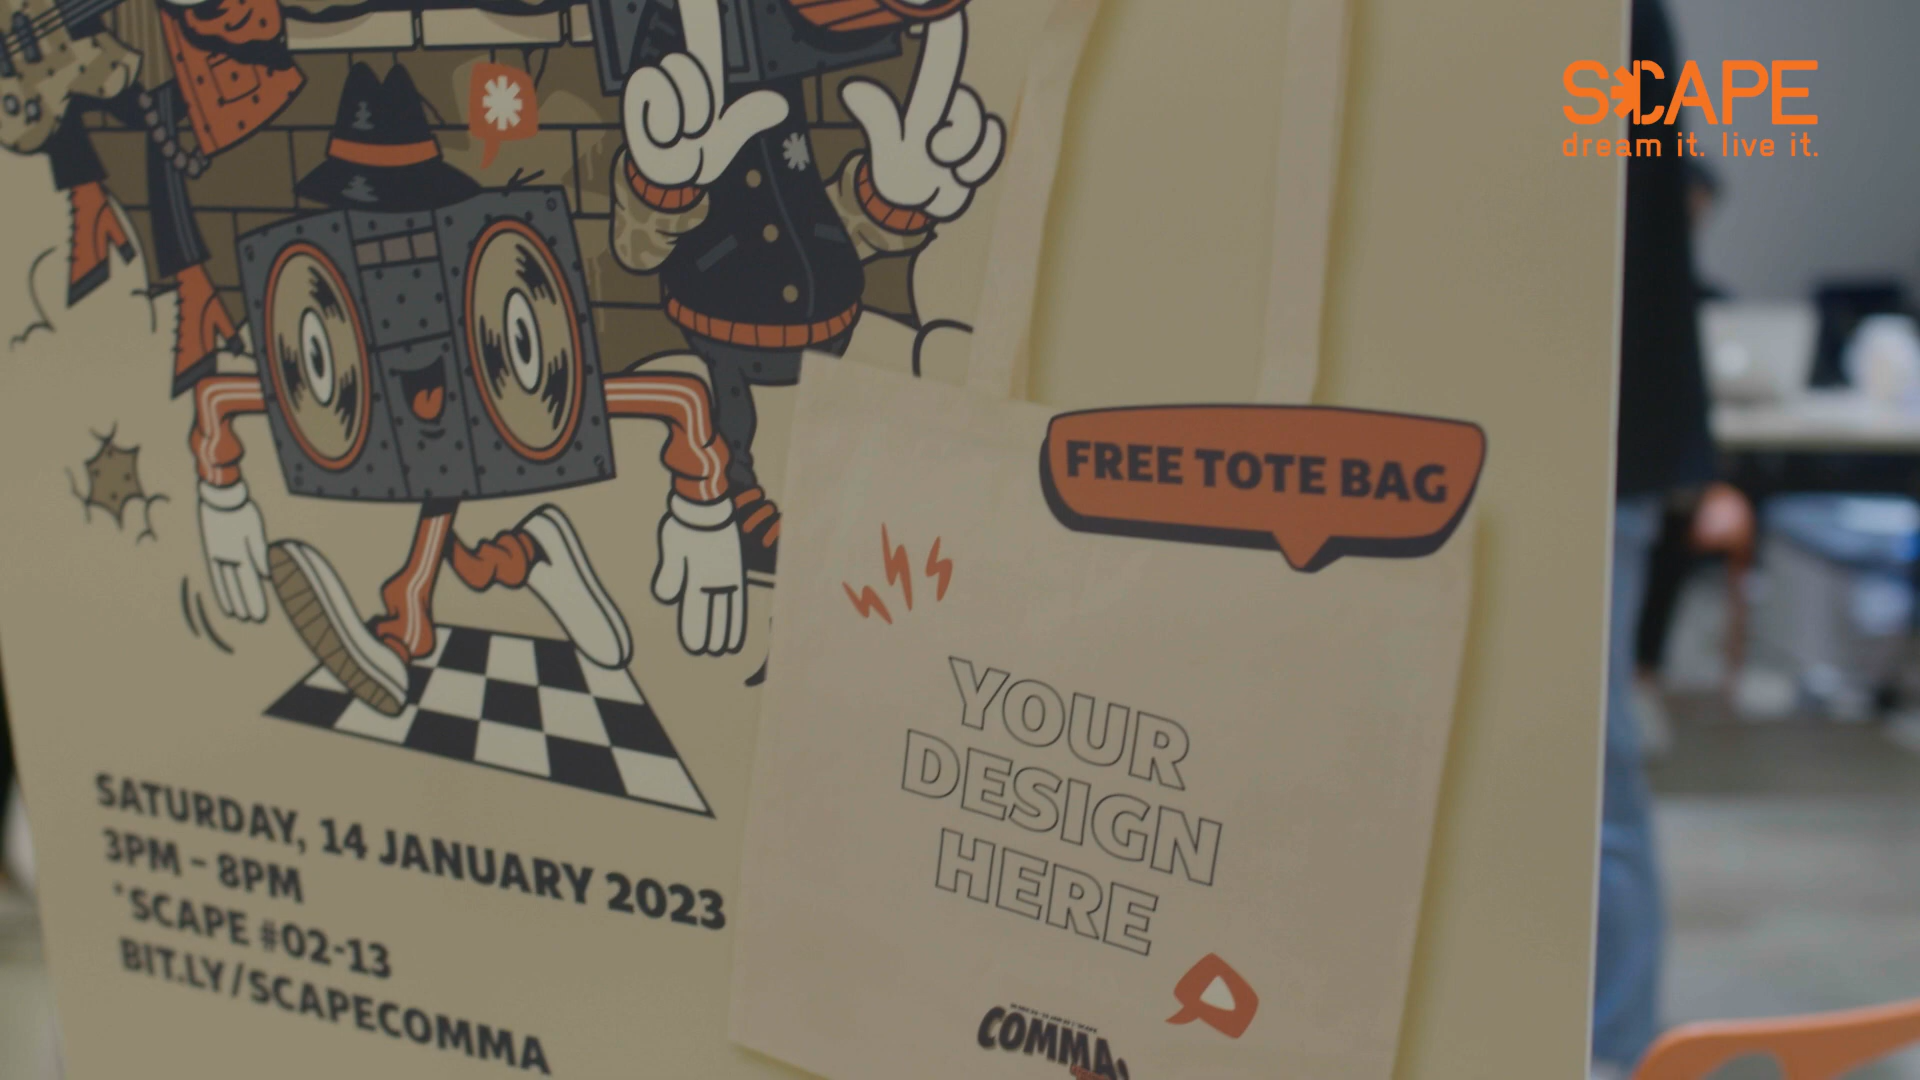 SCAPE
dream it. live it.
FREE TOTE BAG
YOUR
DESIGN
HERE
COMMA,
SATURDAY, 14 JANUARY 2023
3PM – 8PM
*SCAPE #02-13
BIT.LY/SCAPECOMMA